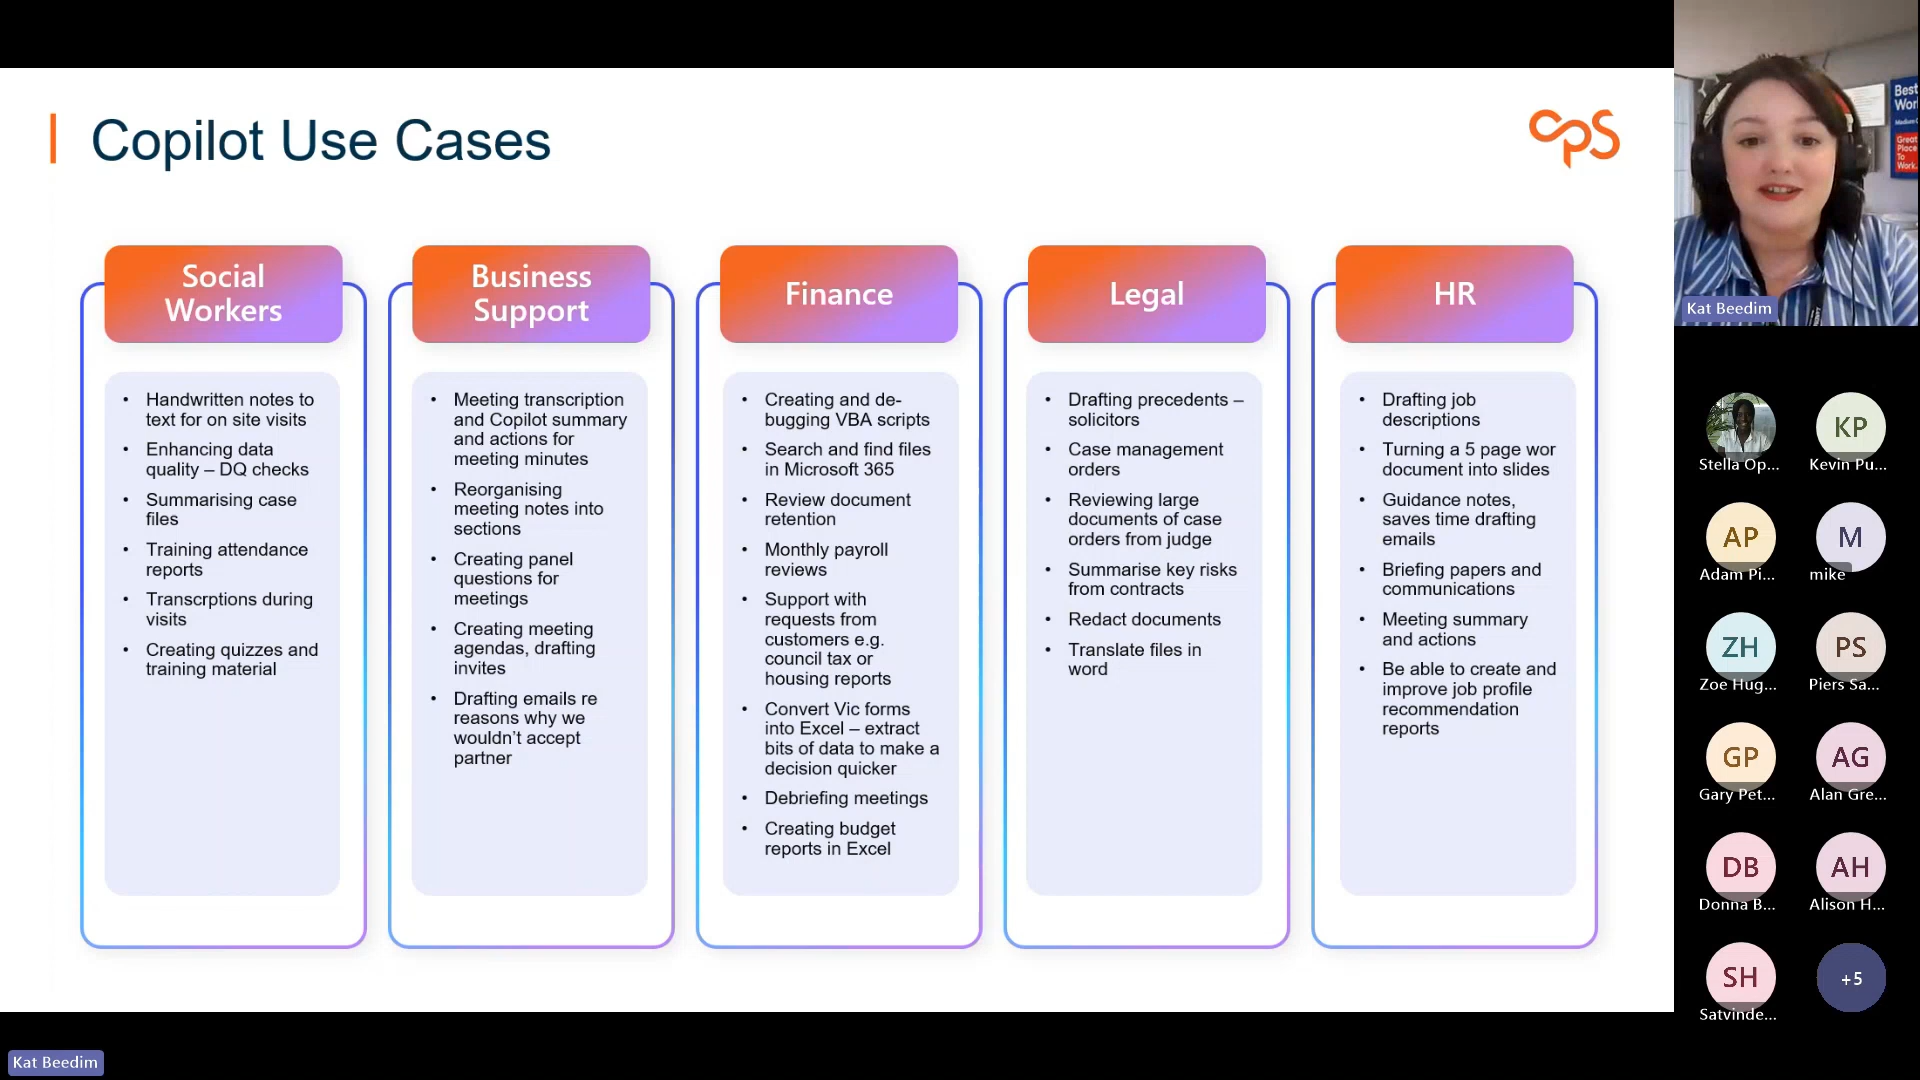 Copilot Use Cases
cps
Social
Workers
Handwritten notes to
text for on site visits
Enhancing data
quality – DQ checks
Summarising case
files
Training attendance
reports
Transcrptions during
visits
Creating quizzes and
training material
Business
Support
Meeting transcription
and Copilot summary
and actions for
meeting minutes
Reorganising
meeting notes into
sections
Creating panel
questions for
meetings
Creating meeting
agendas, drafting
invites
Drafting emails re
reasons why we
wouldn’t accept
partner
Finance
Creating and de-
bugging VBA scripts
Search and find files
in Microsoft 365
Review document
retention
Monthly payroll
reviews
Support with
requests from
customers e.g.
council tax or
housing reports
Convert Vic forms
into Excel – extract
bits of data to make a
decision quicker
Debriefing meetings
Creating budget
reports in Excel
Legal
Drafting precedents –
solicitors
Case management
orders
Reviewing large
documents of case
orders from judge
Summarise key risks
from contracts
Redact documents
Translate files in
word
HR
Drafting job
descriptions
Turning a 5 page wor
document into slides
Guidance notes,
saves time drafting
emails
Briefing papers and
communications
Meeting summary
and actions
Be able to create and
improve job profile
recommendation
reports
Best
Wor
Great
Place
To
Work.
Kat Beedim
Stella Op...
KP
Kevin Pu...
AP
Adam Pi...
M
mike
ZH
Zoe Hug...
PS
Piers Sa...
GP
Gary Pet...
AG
Alan Gre...
DB
Donna B...
AH
Alison H...
SH
Satvinde...
+5
Kat Beedim